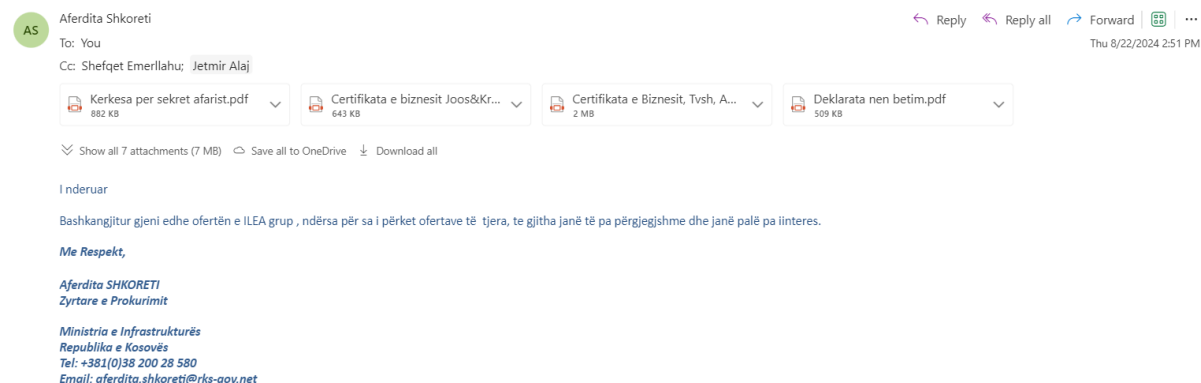 AS
Aferdita Shkoreti
Reply Reply all Forward
To: You
Thu 8/22/2024 2:51 PM
Cc: Shefqet Emerllahu; Jetmir Alaj
Kerkesa per sekret afarist.pdf
882 KB
Certifikata e biznesit Joos&Kr...
643 KB
Certifikata e Biznesit, Tvsh, A...
2 MB
Deklarata nen betim.pdf
509 KB
Show all 7 attachments (7 MB) Save all to OneDrive Download all
I nderuar
Bashkangjitur gjeni edhe ofertën e ILEA grup , ndërsa për sa i përket ofertave të tjera, te gjitha janë të pa përgjegjshme dhe janë palë pa iinteres.
Me Respekt,
Aferdita SHKORETI
Zyrtare e Prokurimit
Ministria e Infrastrukturës
Republika e Kosovës
Tel: +381(0)38 200 28 580
Email: aferdita.shkoreti@rks-gov.net